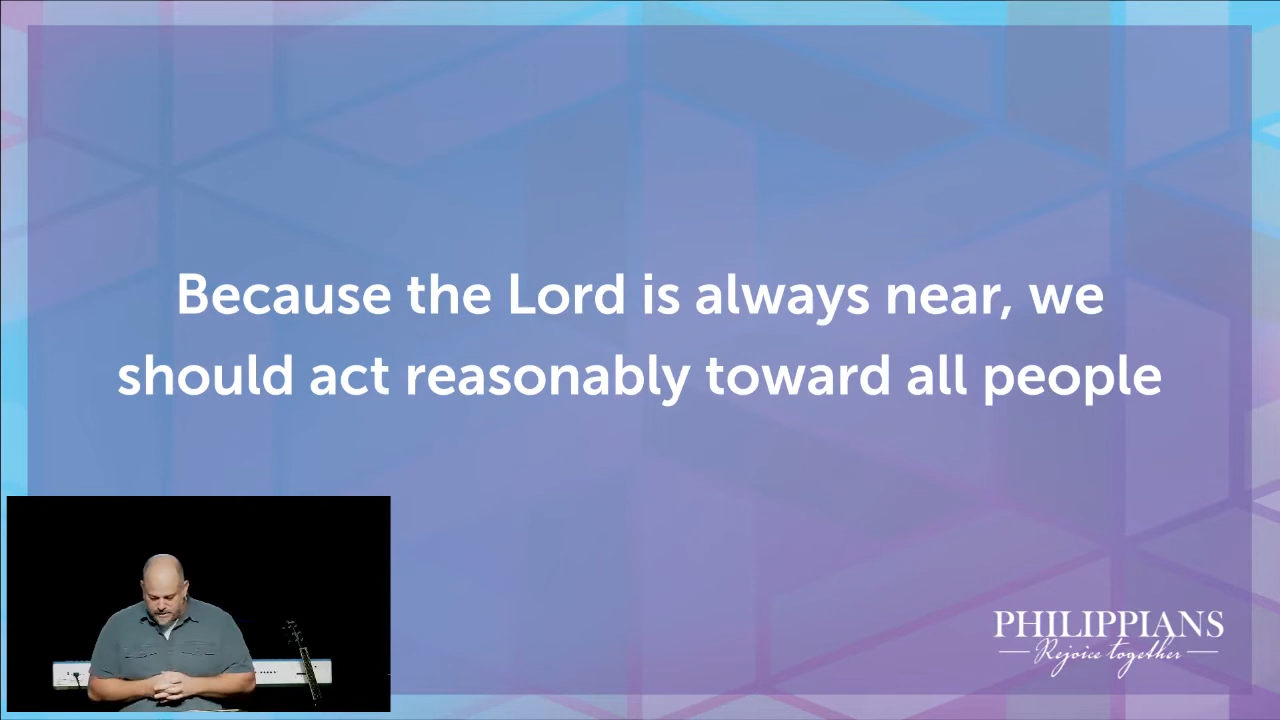 Because the Lord is always near, we
should act reasonably toward all people
PHILIPPIANS
Rejoice together